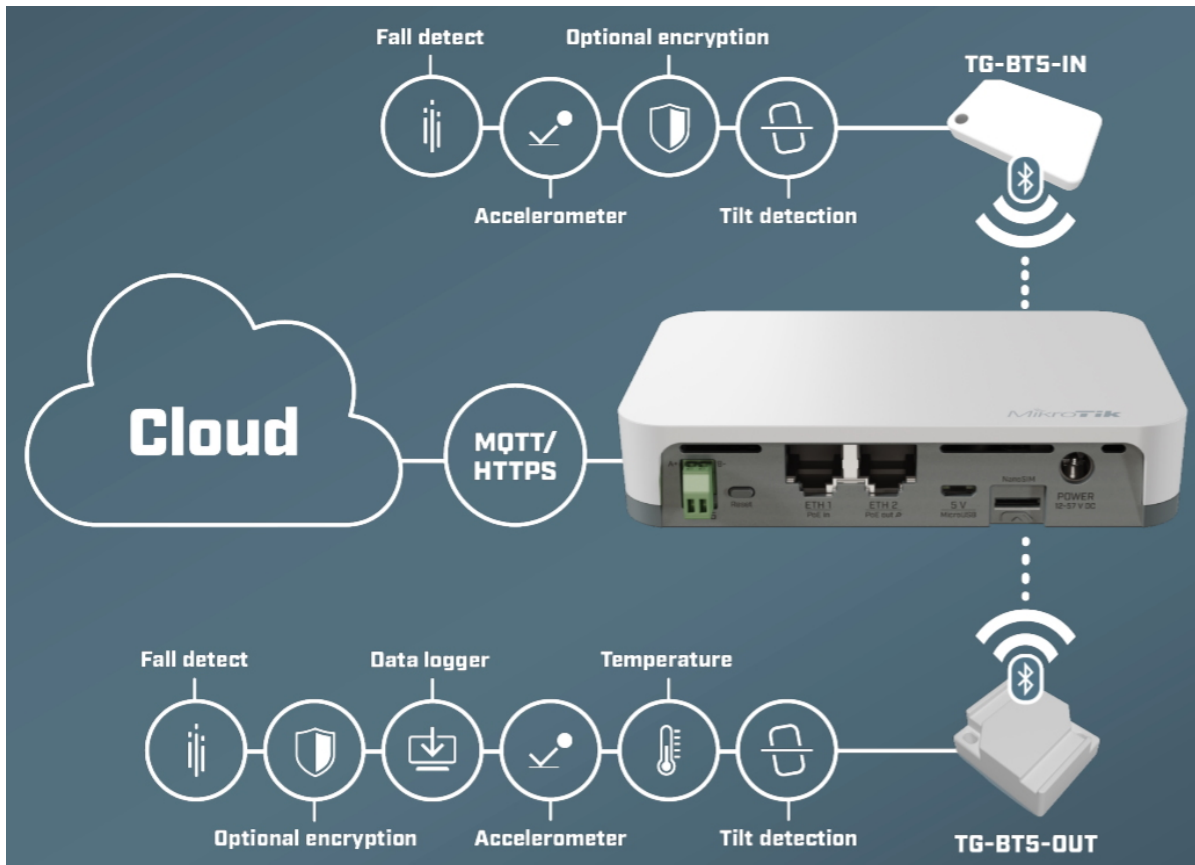 Fall detect
Optional encryption
TG-BT5-IN
Accelerometer
Tilt detection
Cloud
MQTT/
HTTPS
MikroTik
Reset
ETH 1
PoE in
ETH 2
PoE out
5 V
MicroUSB
NanoSIM
POWER
12-57 V DC
Fall detect
Data logger
Temperature
Optional encryption
Accelerometer
Tilt detection
TG-BT5-OUT